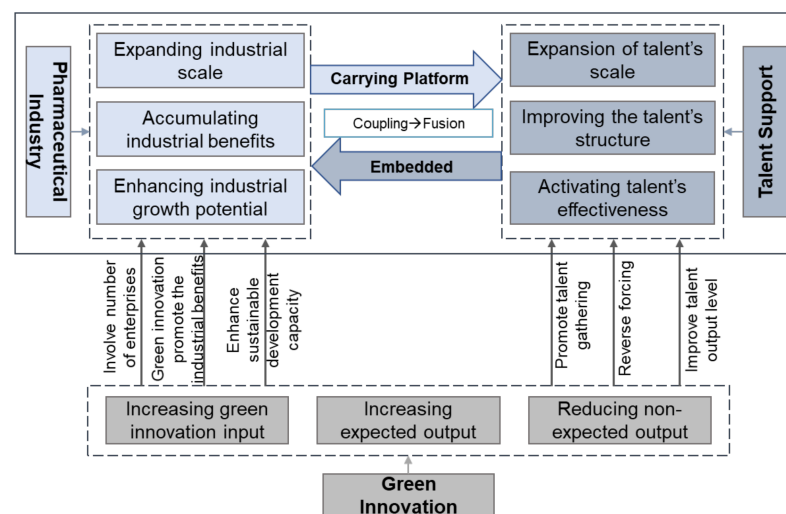 Pharmaceutical
Industry
Expanding industrial
scale
Accumulating
industrial benefits
Enhancing industrial
growth potential
Carrying Platform
Coupling→Fusion
Embedded
Expansion of talent's
scale
Improving the talent's
structure
Activating talent's
effectiveness
Talent Support
Involve number
of enterprises
Green innovation
promote the
industrial benefits
Enhance
sustainable
development
capacity
Promote talent
gathering
Reverse forcing
Improve talent
output level
Increasing green
innovation input
Increasing
expected output
Reducing non-
expected output
Green
Innovation